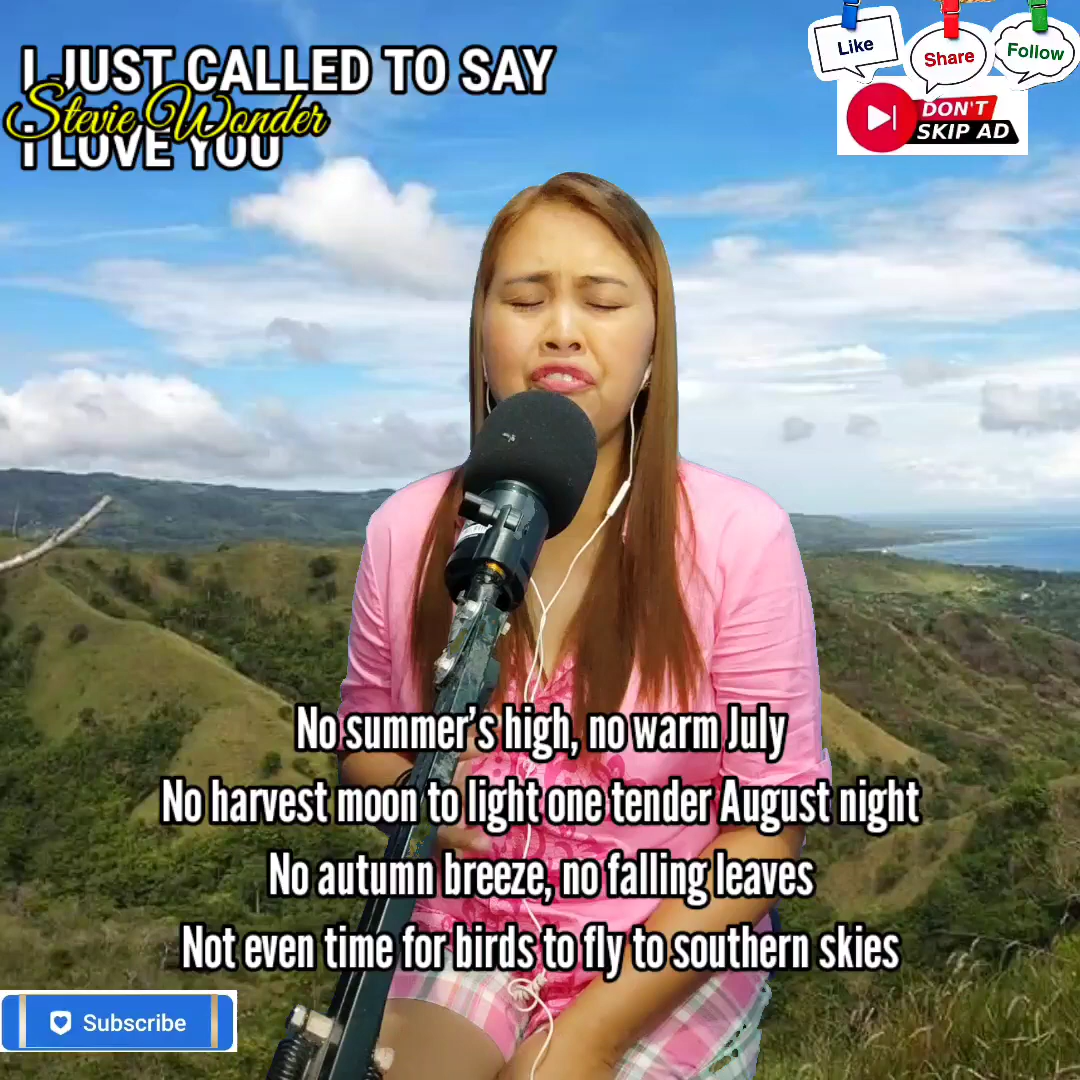 I JUST CALLED TO SAY
Stevie Wonder
I LOVE YOU
Like
Share
Follow
DON'T
SKIP AD
No summer's high, no warm July
No harvest moon to light one tender August night
No autumn breeze, no falling leaves
Not even time for birds to fly to southern skies
Subscribe